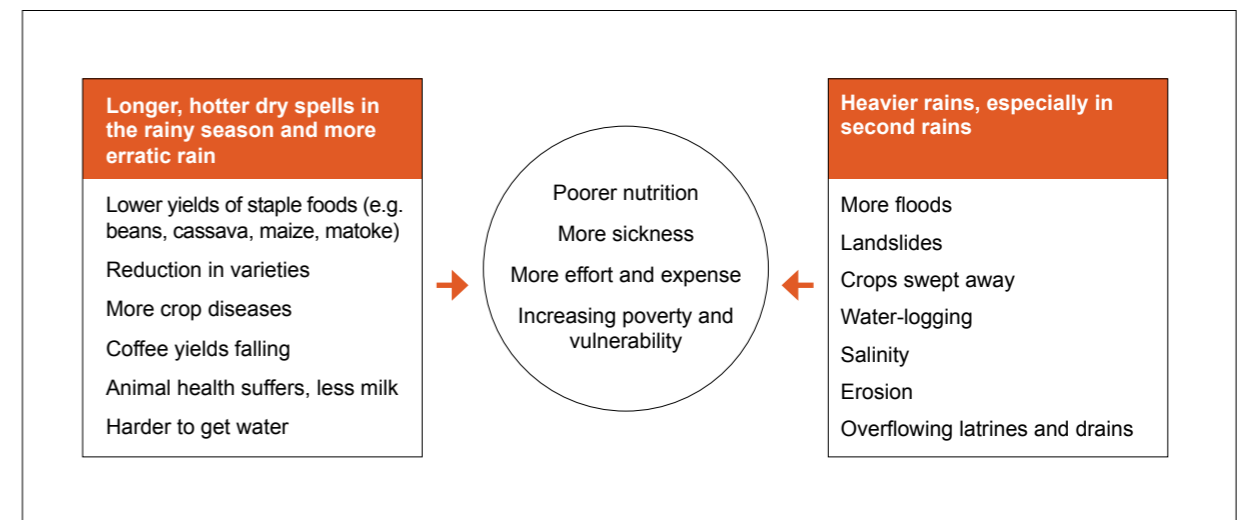 Longer, hotter dry spells in
the rainy season and more
erratic rain
Lower yields of staple foods (e.g.
beans, cassava, maize, matoke)
Reduction in varieties
More crop diseases
Coffee yields falling
Animal health suffers, less milk
Harder to get water
Poorer nutrition
More sickness
More effort and expense
Increasing poverty and
vulnerability
Heavier rains, especially in
second rains
More floods
Landslides
Crops swept away
Water-logging
Salinity
Erosion
Overflowing latrines and drains